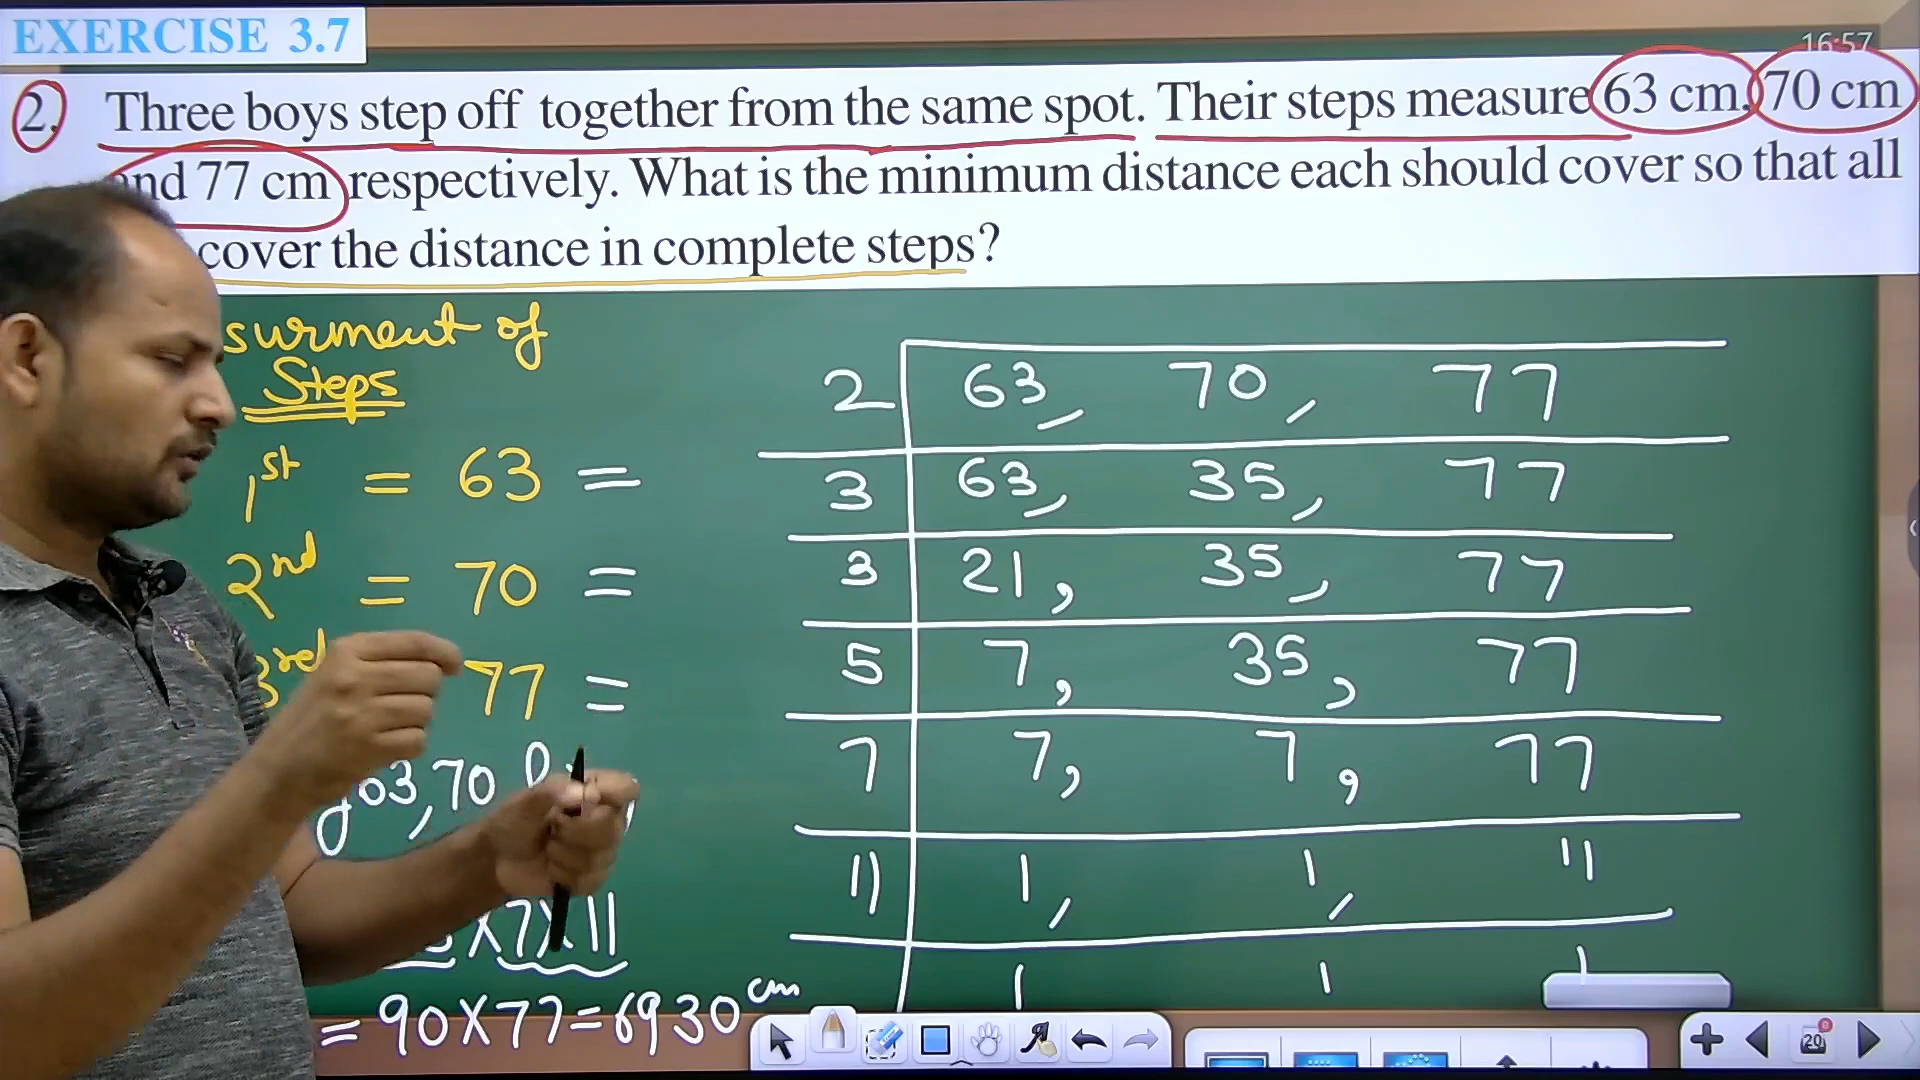 EXERCISE 3.7
16:57
2. Three boys step off together from the same spot. Their steps measure 63 cm, 70 cm
and 77 cm respectively. What is the minimum distance each should cover so that all
cover the distance in complete steps?
surment of
Steps
1st = 63 =
2nd = 70 =
3rd 77 =
63, 70
x7x11
= 90x77=6930 cm
2 63, 70, 77
3 63, 35, 77
3 21, 35, 77
5 7, 35, 77
7 7, 7, 77
11 1, 1, 11
1 1 1
20